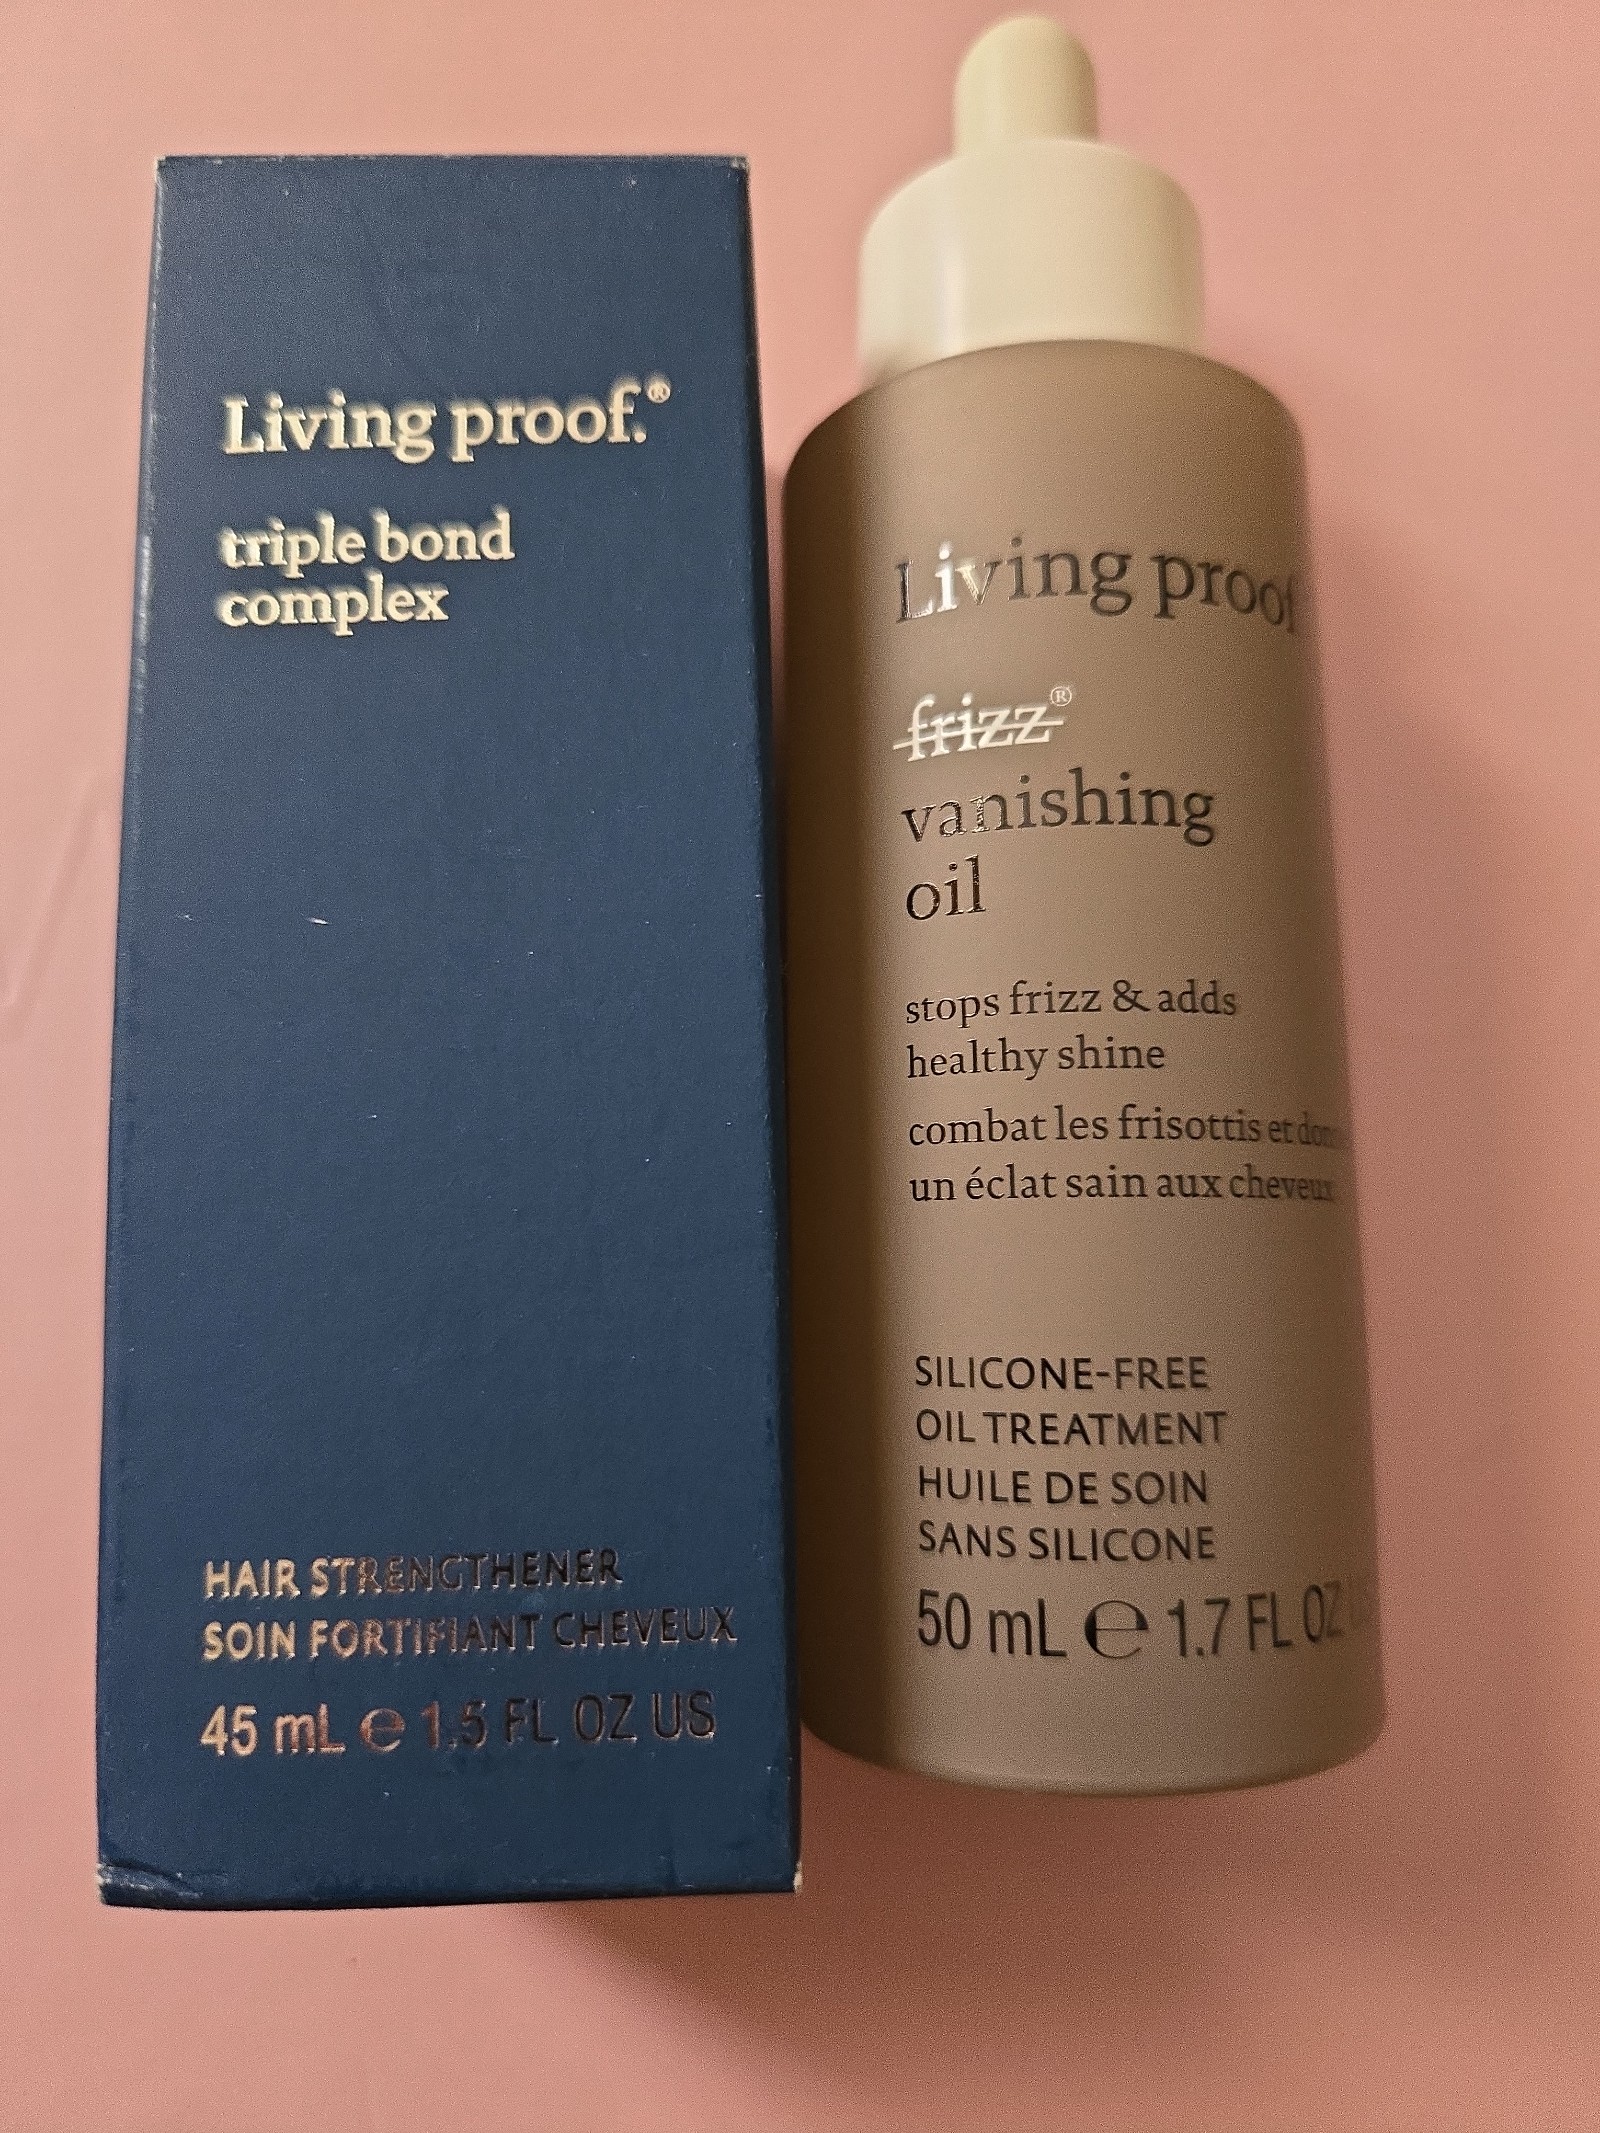 Living proof.®
triple bond
complex
HAIR STRENGTHENER
SOIN FORTIFIANT CHEVEUX
45 mL ℮ 1.5 FL OZ US
Living proof
frizz®
vanishing
oil
stops frizz & adds
healthy shine
combat les frisottis et
un éclat sain aux cheveux
SILICONE-FREE
OIL TREATMENT
HUILE DE SOIN
SANS SILICONE
50 mL ℮ 1.7 FL OZ